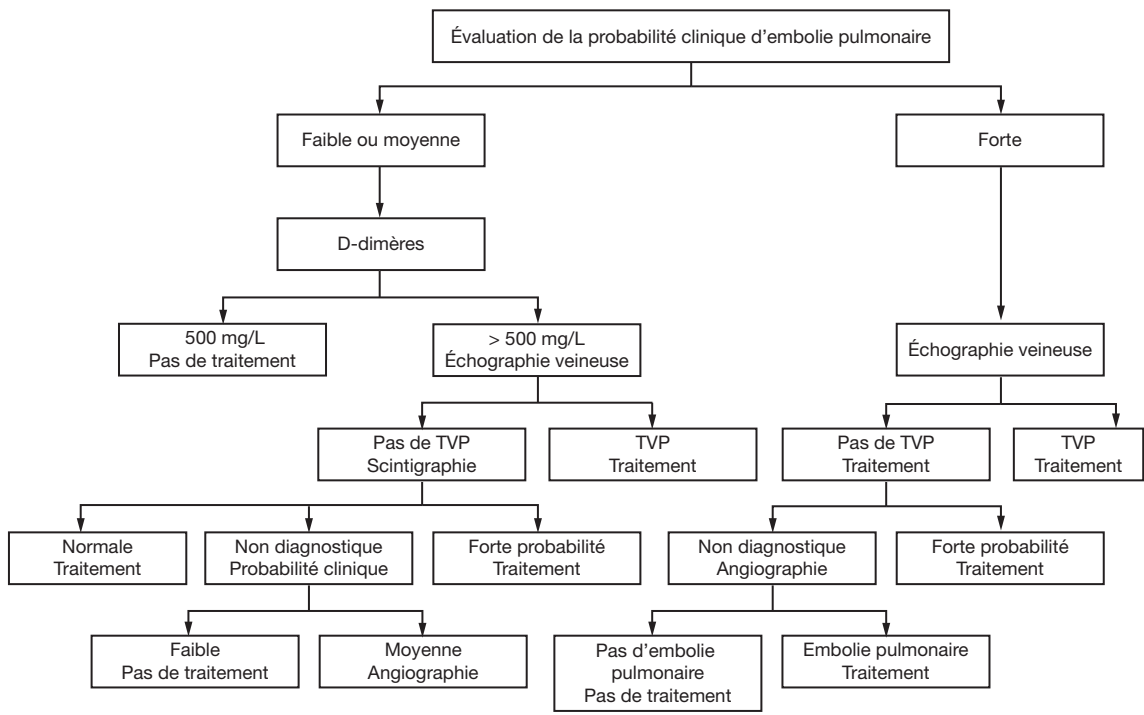 Évaluation de la probabilité clinique d'embolie pulmonaire
Faible ou moyenne
Forte
D-dimères
500 mg/L
Pas de traitement
> 500 mg/L
Échographie veineuse
Échographie veineuse
Pas de TVP
Scintigraphie
TVP
Traitement
Pas de TVP
Traitement
TVP
Traitement
Normale
Traitement
Non diagnostique
Probabilité clinique
Forte probabilité
Traitement
Non diagnostique
Angiographie
Forte probabilité
Traitement
Faible
Pas de traitement
Moyenne
Angiographie
Pas d'embolie
pulmonaire
Pas de traitement
Embolie pulmonaire
Traitement